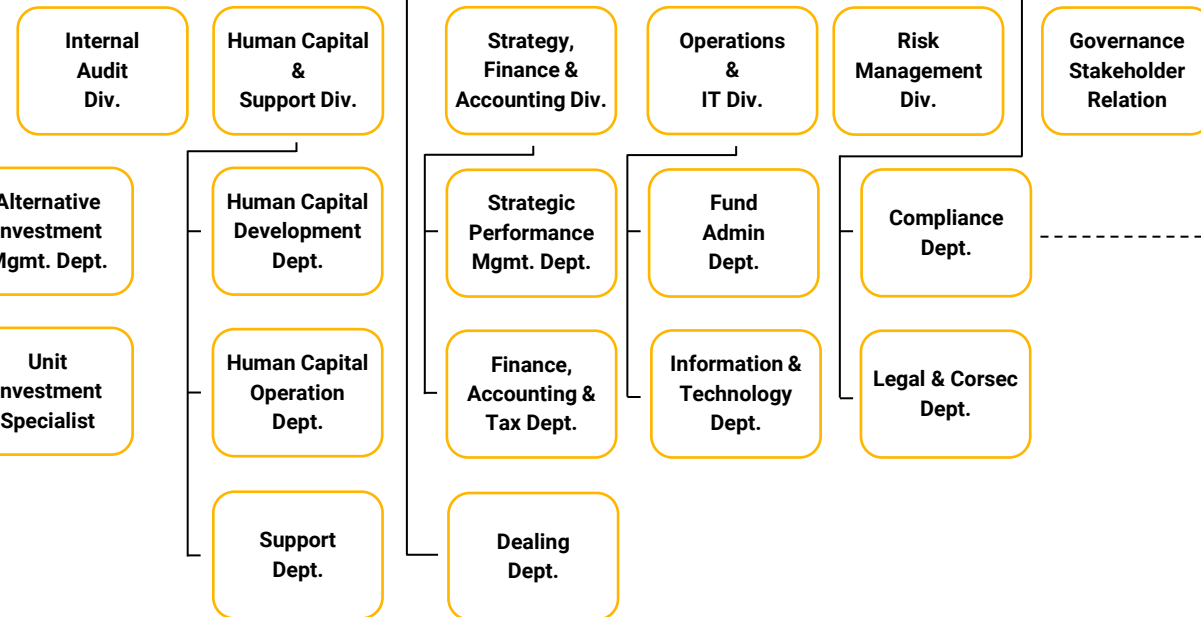 Internal
Audit
Div.
Human Capital
&
Support Div.
Strategy,
Finance &
Accounting Div.
Operations
&
IT Div.
Risk
Management
Div.
Governance
Stakeholder
Relation
Alternative
Investment
Mgmt. Dept.
Human Capital
Development
Dept.
Strategic
Performance
Mgmt. Dept.
Fund
Admin
Dept.
Compliance
Dept.
Unit
Investment
Specialist
Human Capital
Operation
Dept.
Finance,
Accounting &
Tax Dept.
Information &
Technology
Dept.
Legal & Corsec
Dept.
Support
Dept.
Dealing
Dept.